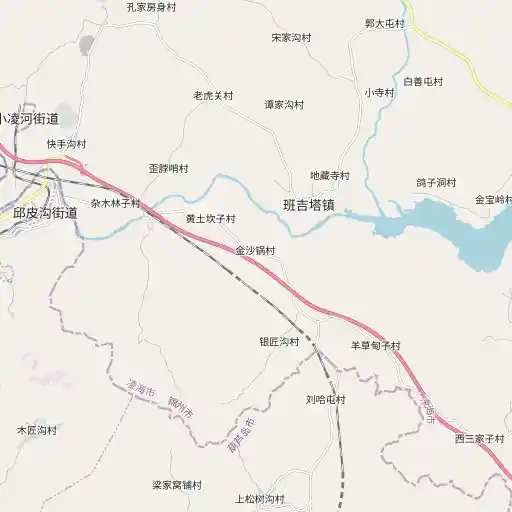 孔家房身村
郭大屯村
宋家沟村
白善屯村
小寺村
老虎关村
谭家沟村
小凌河街道
快手沟村
歪脖哨村
地藏寺村
鸽子洞村
金宝岭村
杂木林子村
班吉塔镇
邱皮沟街道
黄土坎子村
金沙锅村
银匠沟村
羊草甸子村
凌海市
锦州市
刘哈屯村
葫芦岛市
木匠沟村
西三家子村
梁家窝铺村
上松树沟村